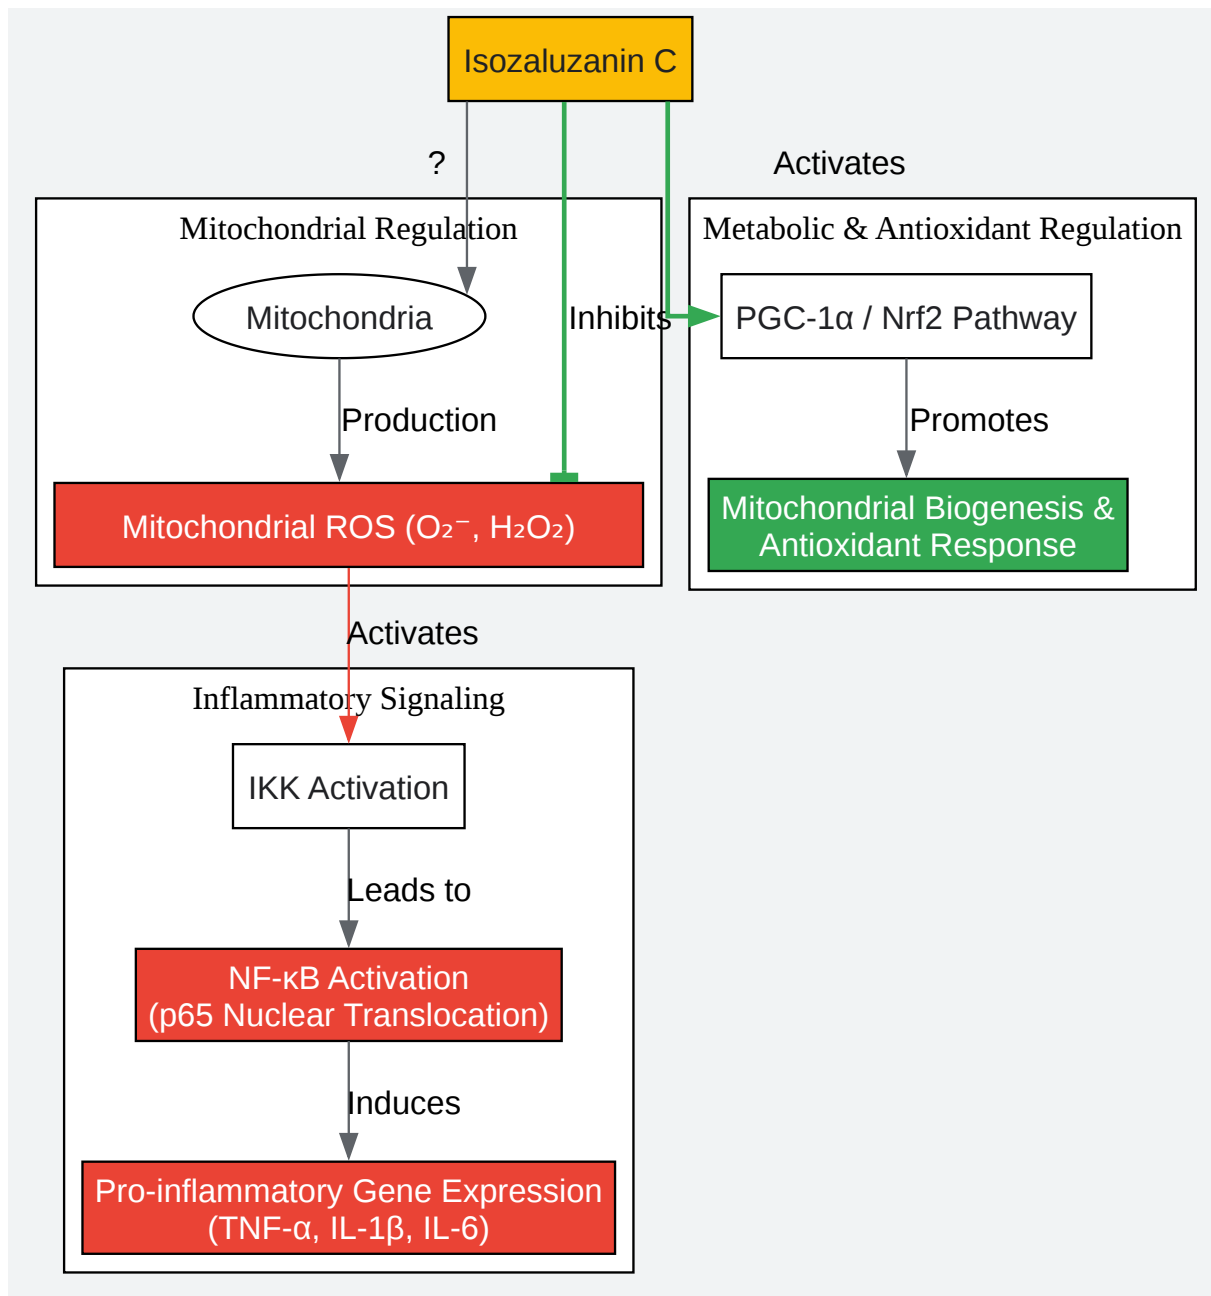 Isozaluzanin C
?
Activates
Mitochondrial Regulation
Metabolic & Antioxidant Regulation
Mitochondria
Inhibits
PGC-1α / Nrf2 Pathway
Production
Promotes
Mitochondrial ROS (O₂⁻, H₂O₂)
Mitochondrial Biogenesis &
Antioxidant Response
Activates
Inflammatory Signaling
IKK Activation
Leads to
NF-κB Activation
(p65 Nuclear Translocation)
Induces
Pro-inflammatory Gene Expression
(TNF-α, IL-1β, IL-6)